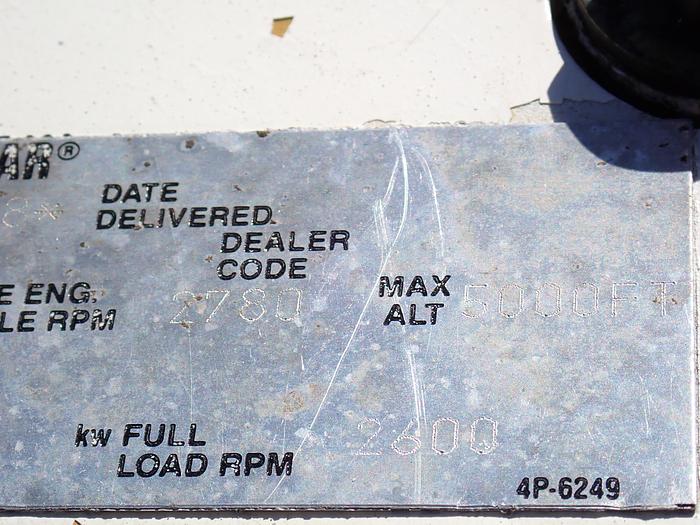 AR®
8*
DATE
DELIVERED
DEALER
CODE
E ENG.
LE RPM
2780
MAX
ALT
5000FT
kw FULL
LOAD RPM
2600
4P-6249